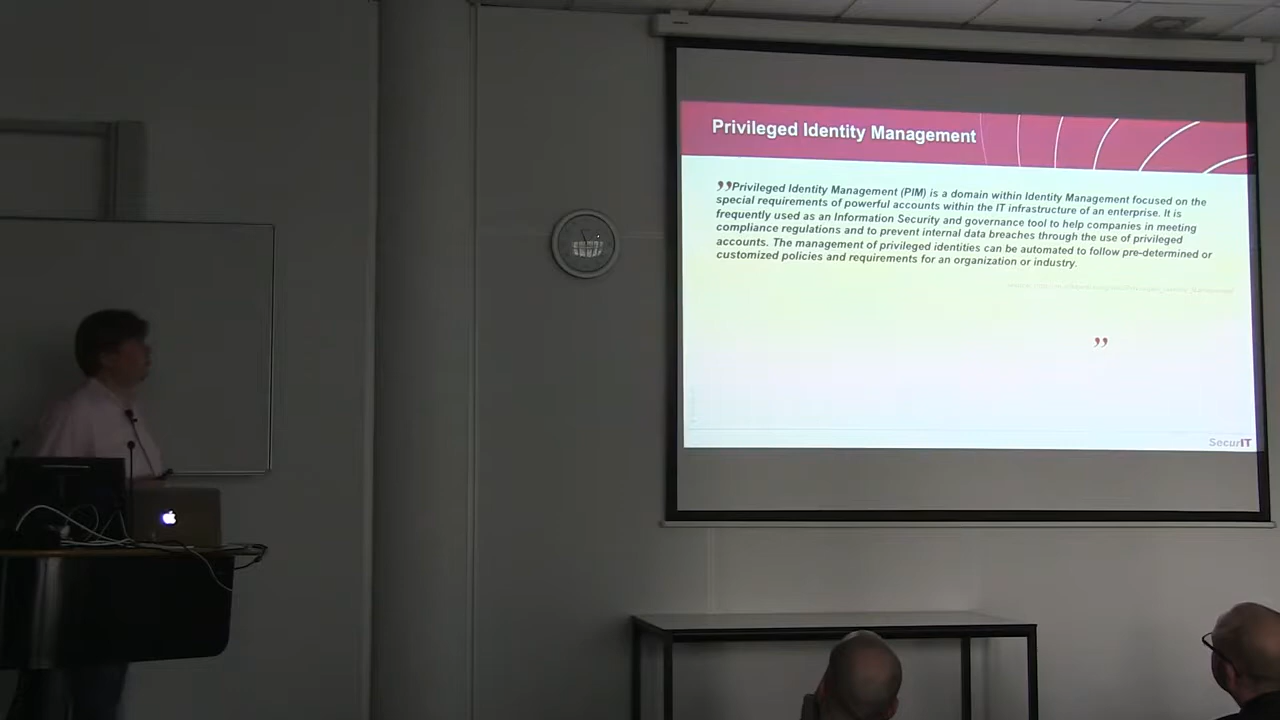 Privileged Identity Management
”Privileged Identity Management (PIM) is a domain within Identity Management focused on the
special requirements of powerful accounts within the IT infrastructure of an enterprise. It is
frequently used as an Information Security and governance tool to help companies in meeting
compliance regulations and to prevent internal data breaches through the use of privileged
accounts. The management of privileged identities can be automated to follow pre-determined or
customized policies and requirements for an organization or industry.
”
SecurIT